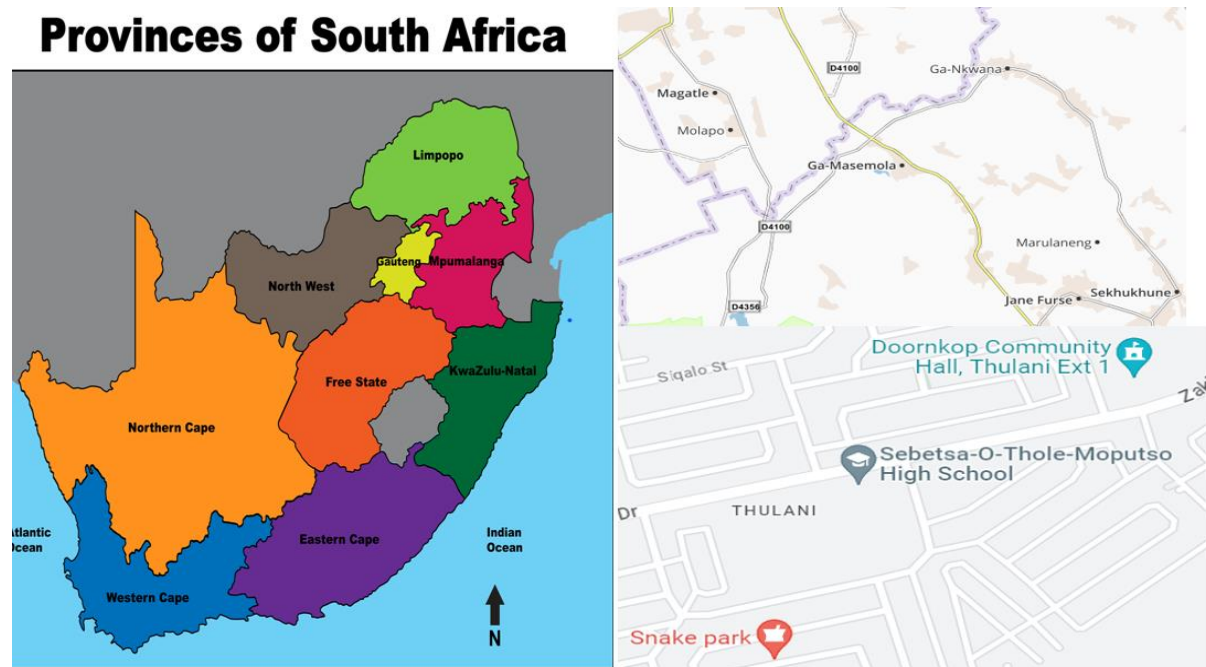 Provinces of South Africa
Limpopo
Gauteng
Mpumalanga
North West
Free State
KwaZulu-Natal
Northern Cape
Eastern Cape
Western Cape
Atlantic
Ocean
Indian
Ocean
N
D4100
Ga-Nkwana
Magatle
Molapo
Ga-Masemola
D4100
Marulaneng
D4356
Jane Furse
Sekhukhune
Doornkop Community
Hall, Thulani Ext 1
Siqalo St
Zak
Sebetsa-O-Thole-Moputso
High School
Dr
THULANI
Snake park